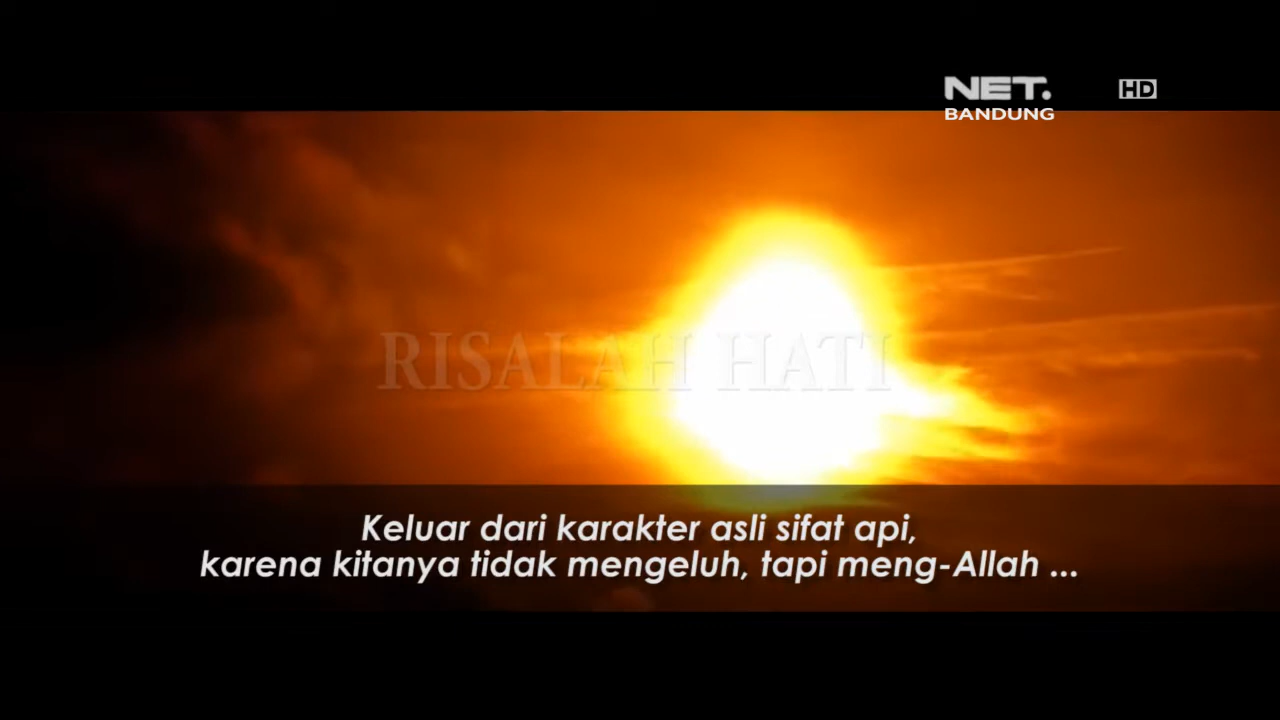 NET.
HD
BANDUNG
RISALAH HATI
Keluar dari karakter asli sifat api,
karena kitanya tidak mengeluh, tapi meng-Allah ...